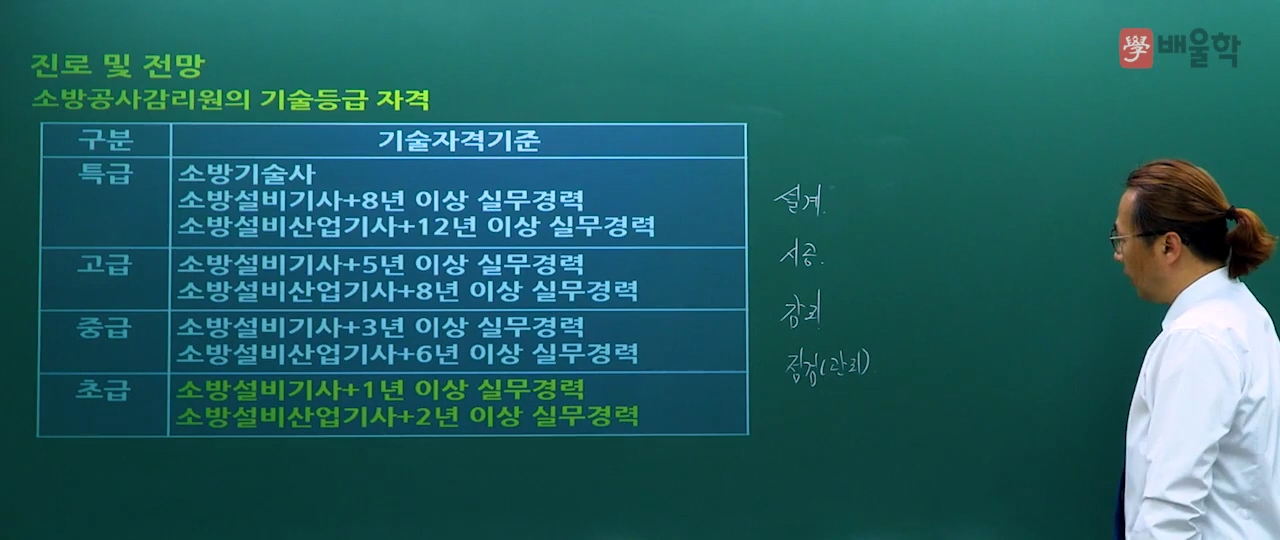 學 배울학
진로 및 전망
소방공사감리원의 기술등급 자격
구분 기술자격기준
특급 소방기술사
소방설비기사+8년 이상 실무경력
소방설비산업기사+12년 이상 실무경력
고급 소방설비기사+5년 이상 실무경력
소방설비산업기사+8년 이상 실무경력
중급 소방설비기사+3년 이상 실무경력
소방설비산업기사+6년 이상 실무경력
초급 소방설비기사+1년 이상 실무경력
소방설비산업기사+2년 이상 실무경력
설계.
시공.
감리
점검(관리)